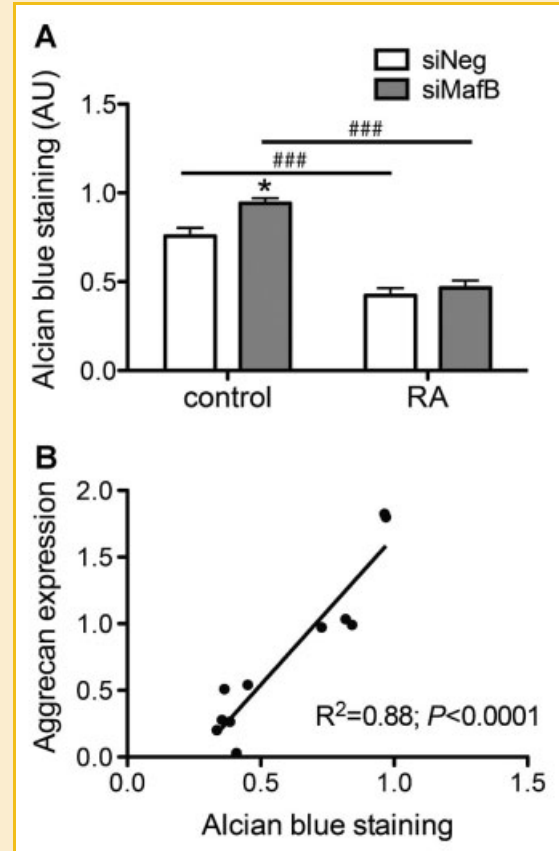 A
siNeg
siMafB
Alcian blue staining (AU)
1.5
1.0
0.5
0.0
###
###
*
control
RA
B
Aggrecan expression
2.0
1.5
1.0
0.5
0.0
R²=0.88; P<0.0001
0.0
0.5
1.0
1.5
Alcian blue staining